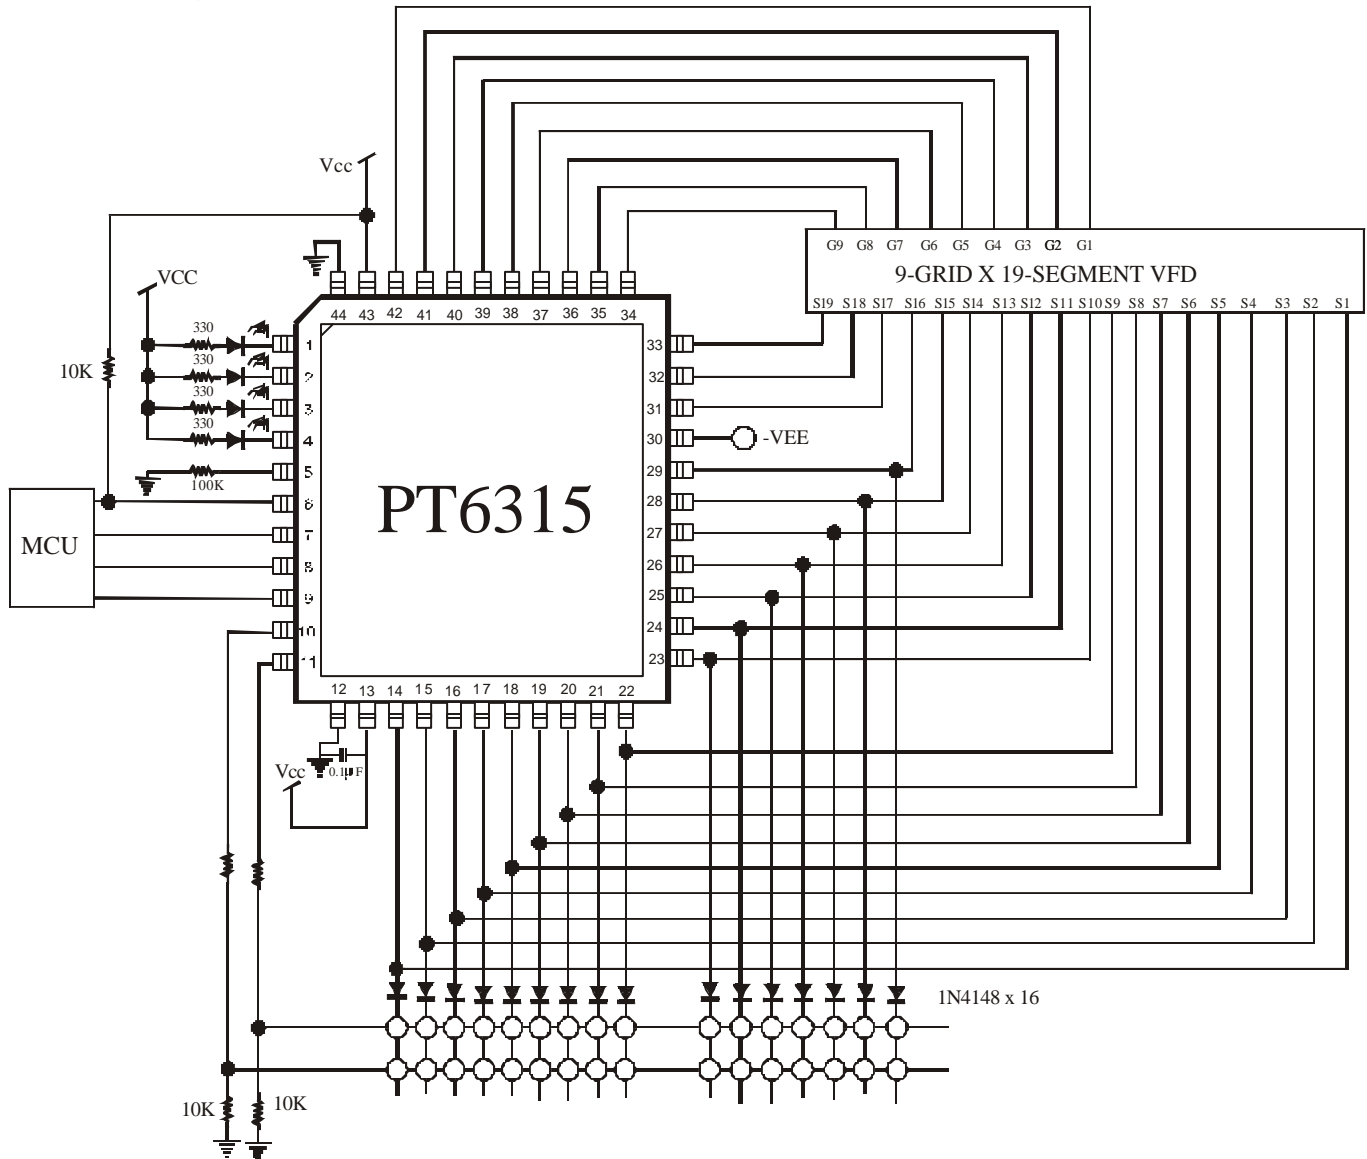 Vcc
G9 G8 G7 G6 G5 G4 G3 G2 G1
9-GRID X 19-SEGMENT VFD
S19 S18 S17 S16 S15 S14 S13 S12 S11 S10 S9 S8 S7 S6 S5 S4 S3 S2 S1
VCC
44 43 42 41 40 39 38 37 36 35 34
330
1
33
10K
330
2
32
330
3
31
330
4
30
-VEE
5
29
100K
6
28
PT6315
MCU
7
27
8
26
9
25
10
24
11
23
12 13 14 15 16 17 18 19 20 21 22
Vcc
0.1µF
1N4148 x 16
10K
10K